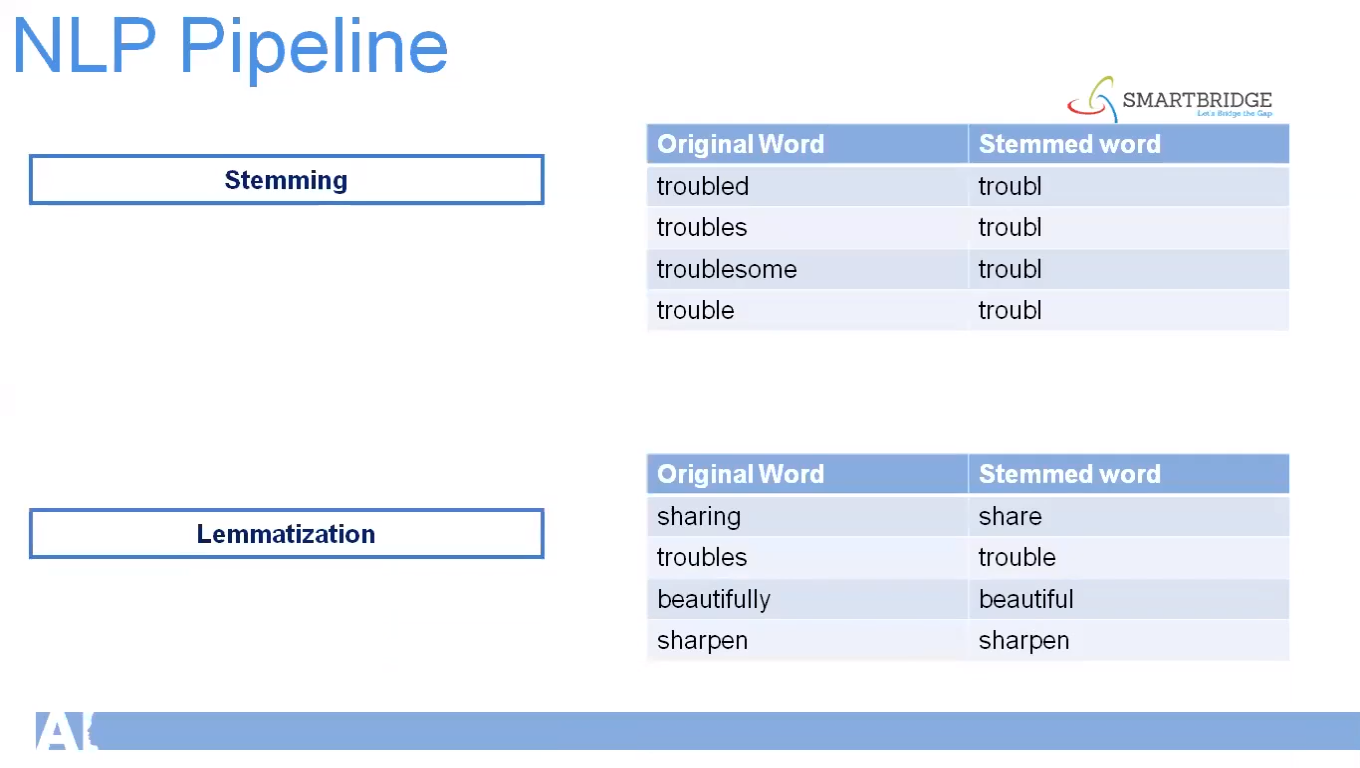 NLP Pipeline
SMARTBRIDGE
Let's Bridge the Gap
Stemming
Original Word Stemmed word
troubled troubl
troubles troubl
troublesome troubl
trouble troubl
Lemmatization
Original Word Stemmed word
sharing share
troubles trouble
beautifully beautiful
sharpen sharpen
AI